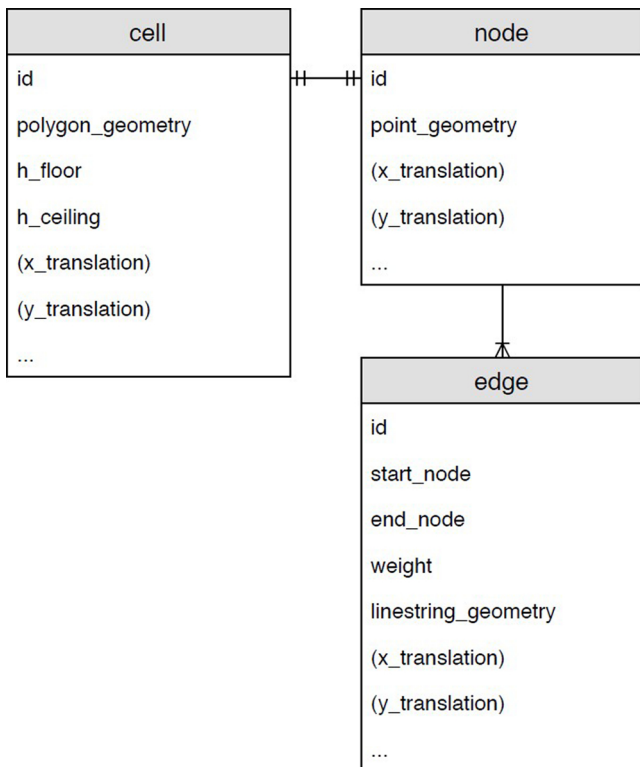 cell
id
polygon_geometry
h_floor
h_ceiling
(x_translation)
(y_translation)
...
node
id
point_geometry
(x_translation)
(y_translation)
...
edge
id
start_node
end_node
weight
linestring_geometry
(x_translation)
(y_translation)
...